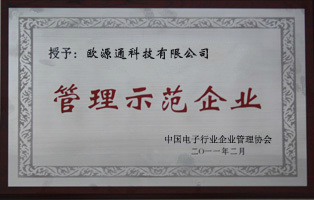 授予：欧源通科技有限公司
管理示范企业
中国电子行业企业管理协会
二〇一一年二月